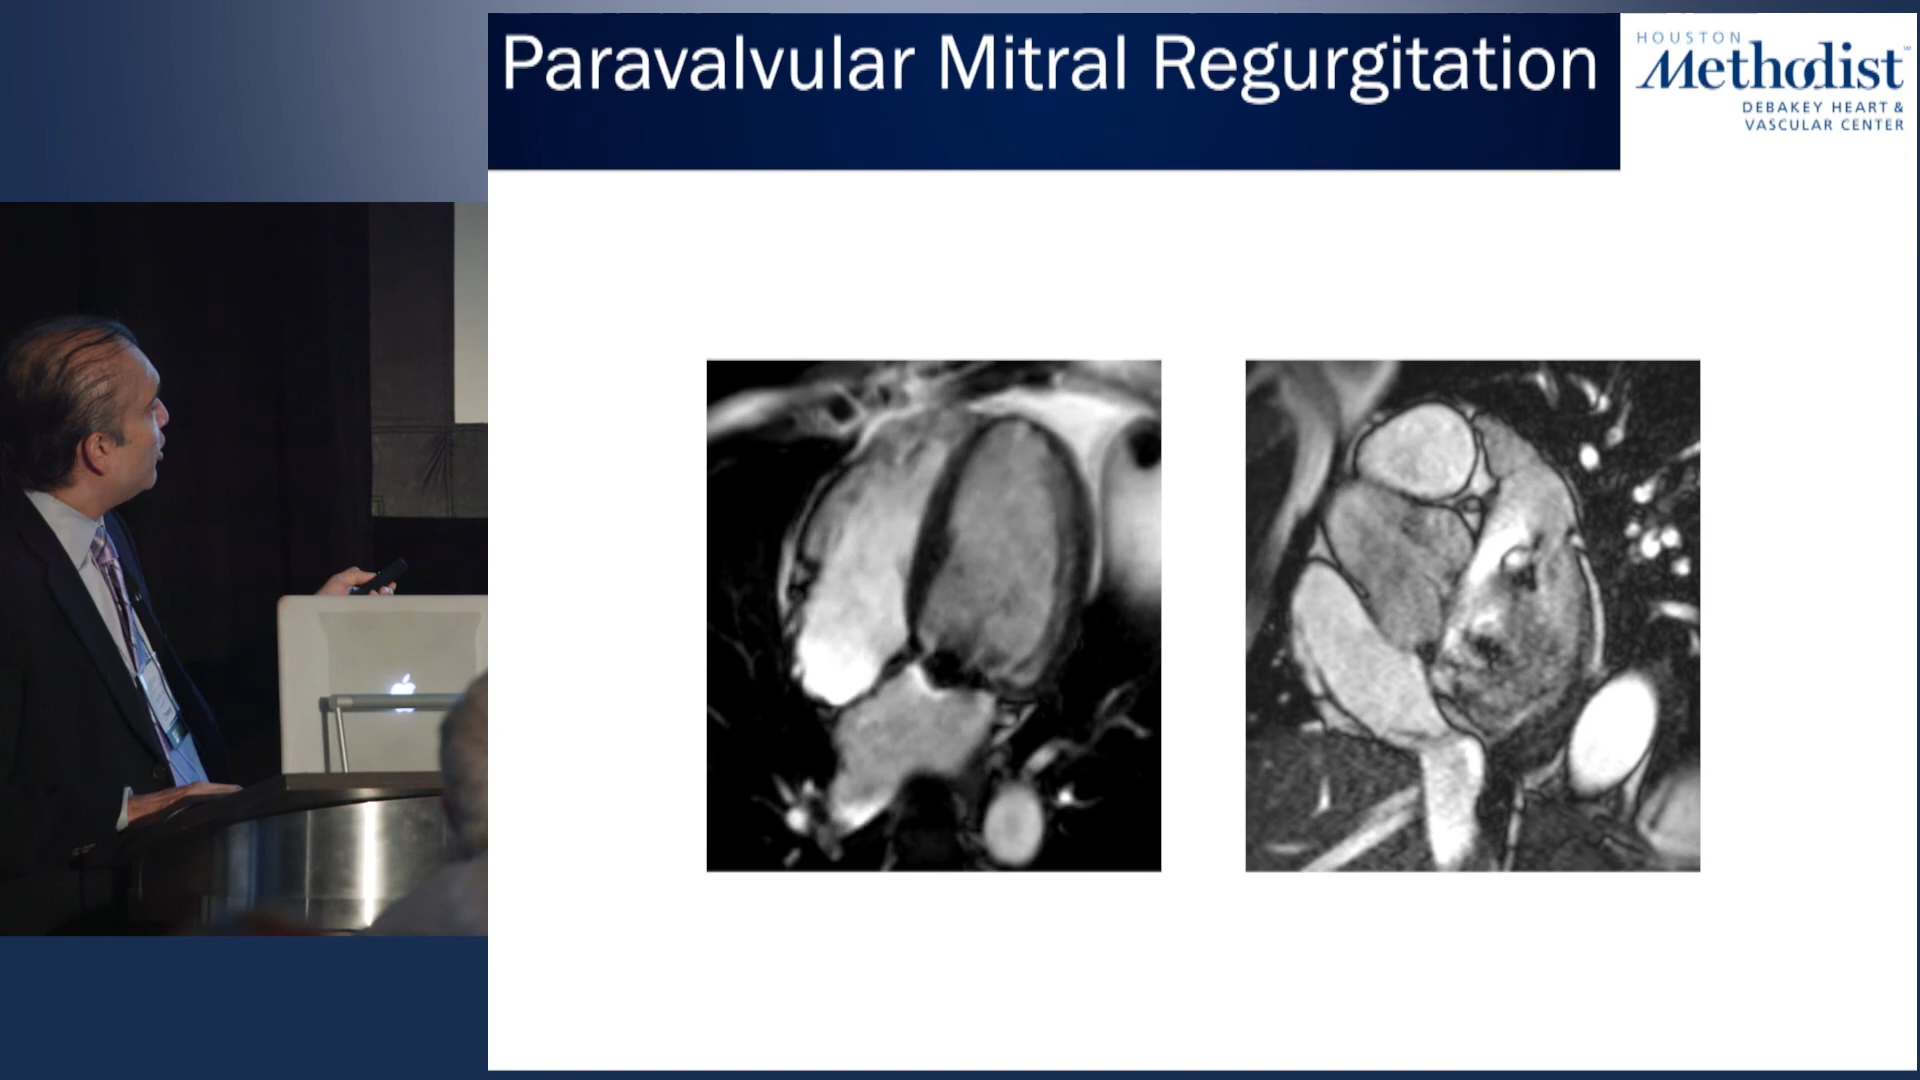 Paravalvular Mitral Regurgitation
HOUSTON
Methodist
DEBAKEY HEART &
VASCULAR CENTER